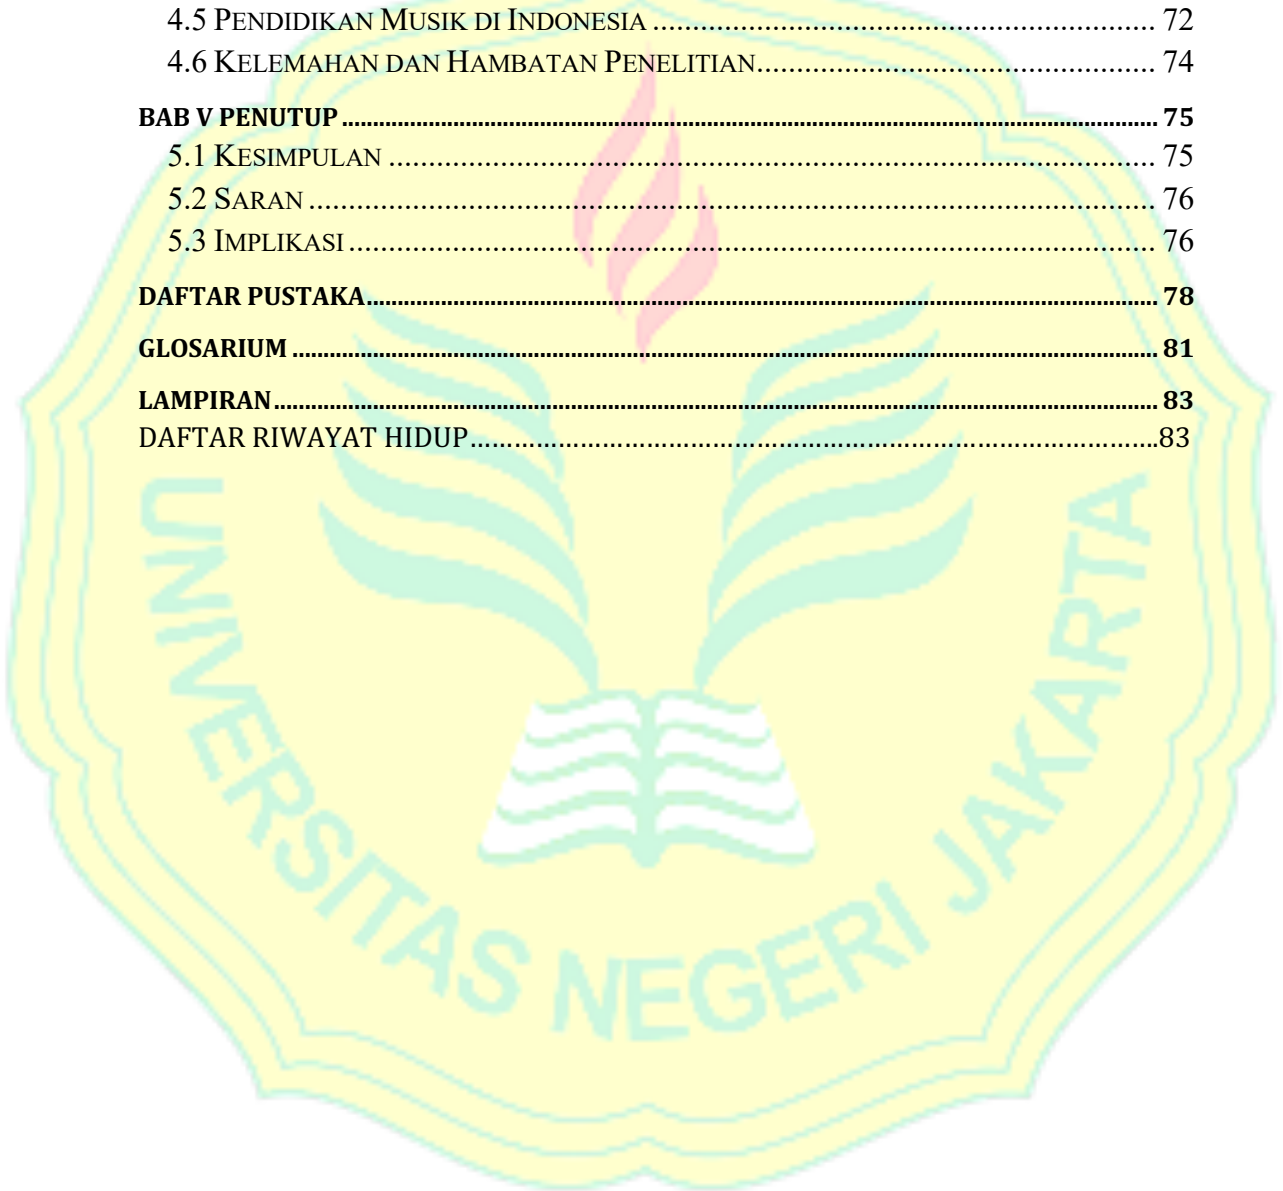 4.5 PENDIDIKAN MUSIK DI INDONESIA ................................................................ 72
4.6 KELEMAHAN DAN HAMBATAN PENELITIAN.................................................... 74
BAB V PENUTUP ........................................................................................ 75
5.1 KESIMPULAN ........................................................................................ 75
5.2 SARAN ........................................................................................ 76
5.3 IMPLIKASI ........................................................................................ 76
DAFTAR PUSTAKA........................................................................................ 78
GLOSARIUM ........................................................................................ 81
LAMPIRAN........................................................................................ 83
DAFTAR RIWAYAT HIDUP........................................................................................83
UNIVERSITAS NEGERI JAKARTA